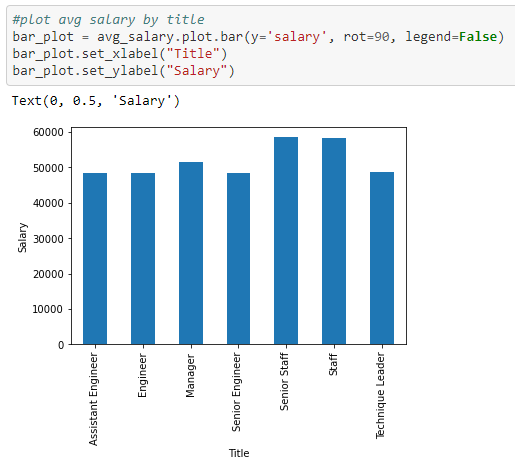 #plot avg salary by title
bar_plot = avg_salary.plot.bar(y='salary', rot=90, legend=False)
bar_plot.set_xlabel("Title")
bar_plot.set_ylabel("Salary")
Text(0, 0.5, 'Salary')
60000
50000
40000
30000
20000
10000
0
Salary
Assistant Engineer
Engineer
Manager
Senior Engineer
Senior Staff
Staff
Technique Leader
Title